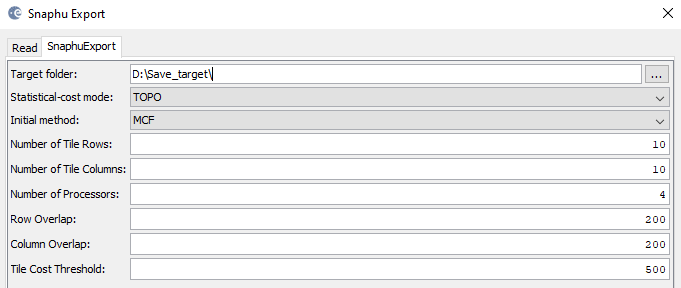 Snaphu Export
Read SnaphuExport
Target folder: D:\Save_target\ ...
Statistical-cost mode: TOPO
Initial method: MCF
Number of Tile Rows: 10
Number of Tile Columns: 10
Number of Processors: 4
Row Overlap: 200
Column Overlap: 200
Tile Cost Threshold: 500